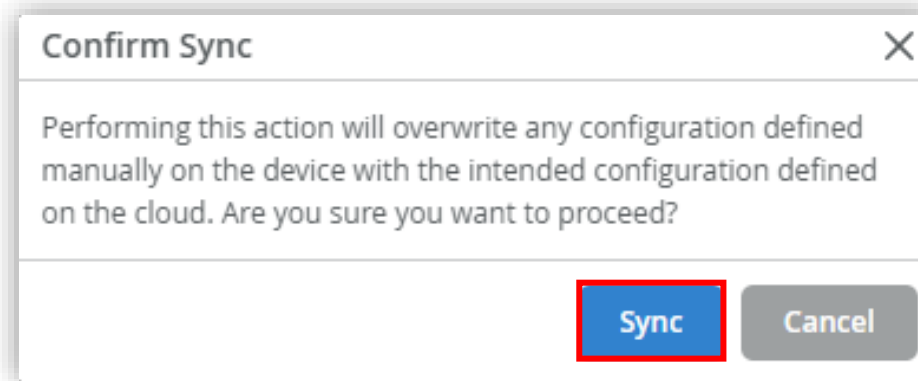 Confirm Sync
Performing this action will overwrite any configuration defined
manually on the device with the intended configuration defined
on the cloud. Are you sure you want to proceed?
Sync Cancel